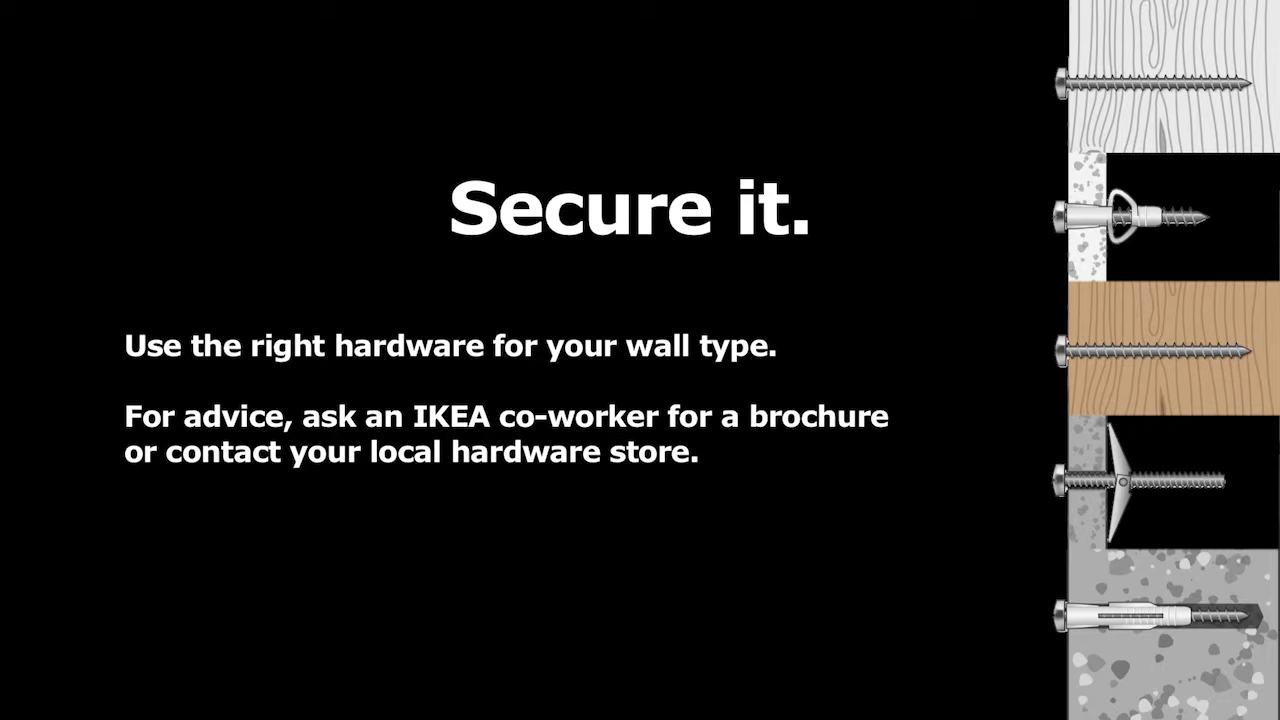 Secure it.
Use the right hardware for your wall type.
For advice, ask an IKEA co-worker for a brochure
or contact your local hardware store.